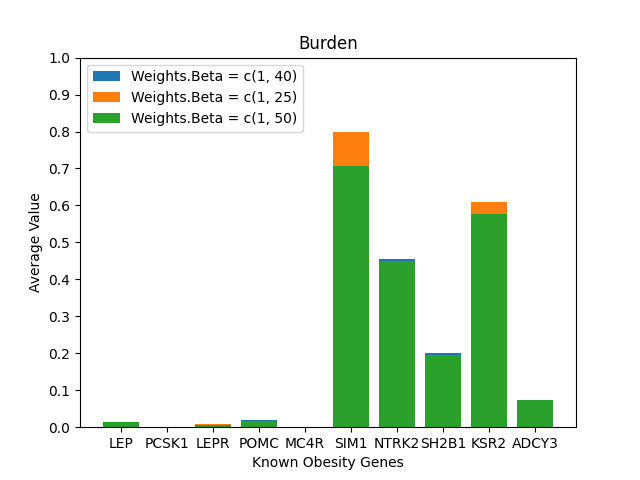 Burden
Weights.Beta = c(1, 40)
Weights.Beta = c(1, 25)
Weights.Beta = c(1, 50)
1.0
0.9
0.8
0.7
0.6
0.5
0.4
0.3
0.2
0.1
0.0
Average Value
LEP PCSK1 LEPR POMC MC4R SIM1 NTRK2 SH2B1 KSR2 ADCY3
Known Obesity Genes